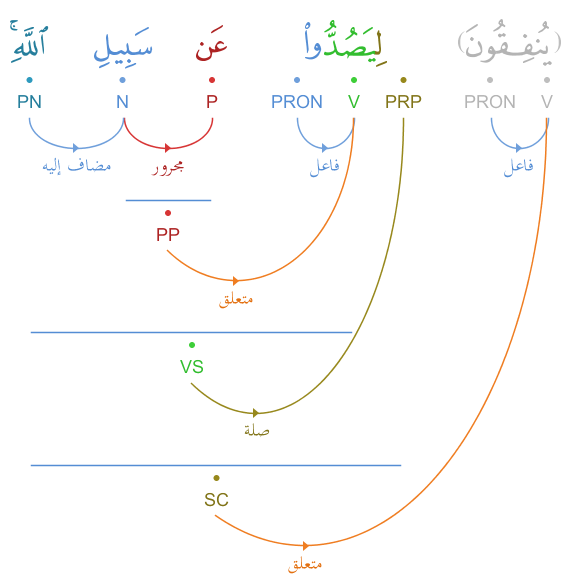 (يُنفِقُونَ) لِيَصُدُّوا۟ عَن سَبِيلِ ٱللَّهِ ۚ
V PRON PRP V PRON P N PN
فاعل فاعل مجرور مضاف إليه
PP
متعلق
VS
صلة
SC
متعلق